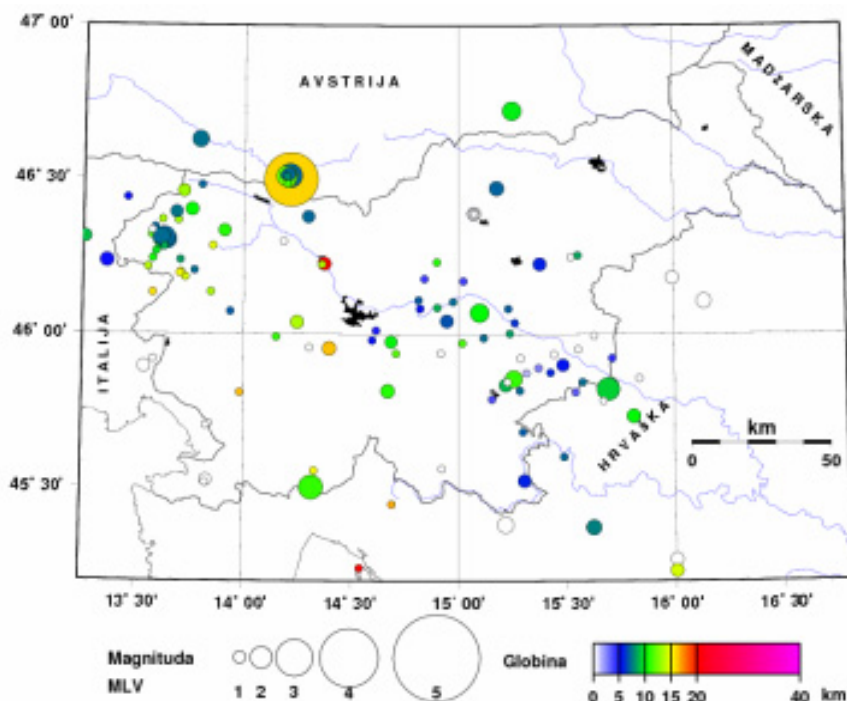 47° 00'
AVSTRIJA
MADŽARSKA
46° 30'
46° 00'
ITALIJA
HRVAŠKA
km
0 50
45° 30'
13° 30' 14° 00' 14° 30' 15° 00' 15° 30' 16° 00' 16° 30'
Magnituda
MLV
1 2 3 4 5
Globina
0 5 10 15 20 40 km